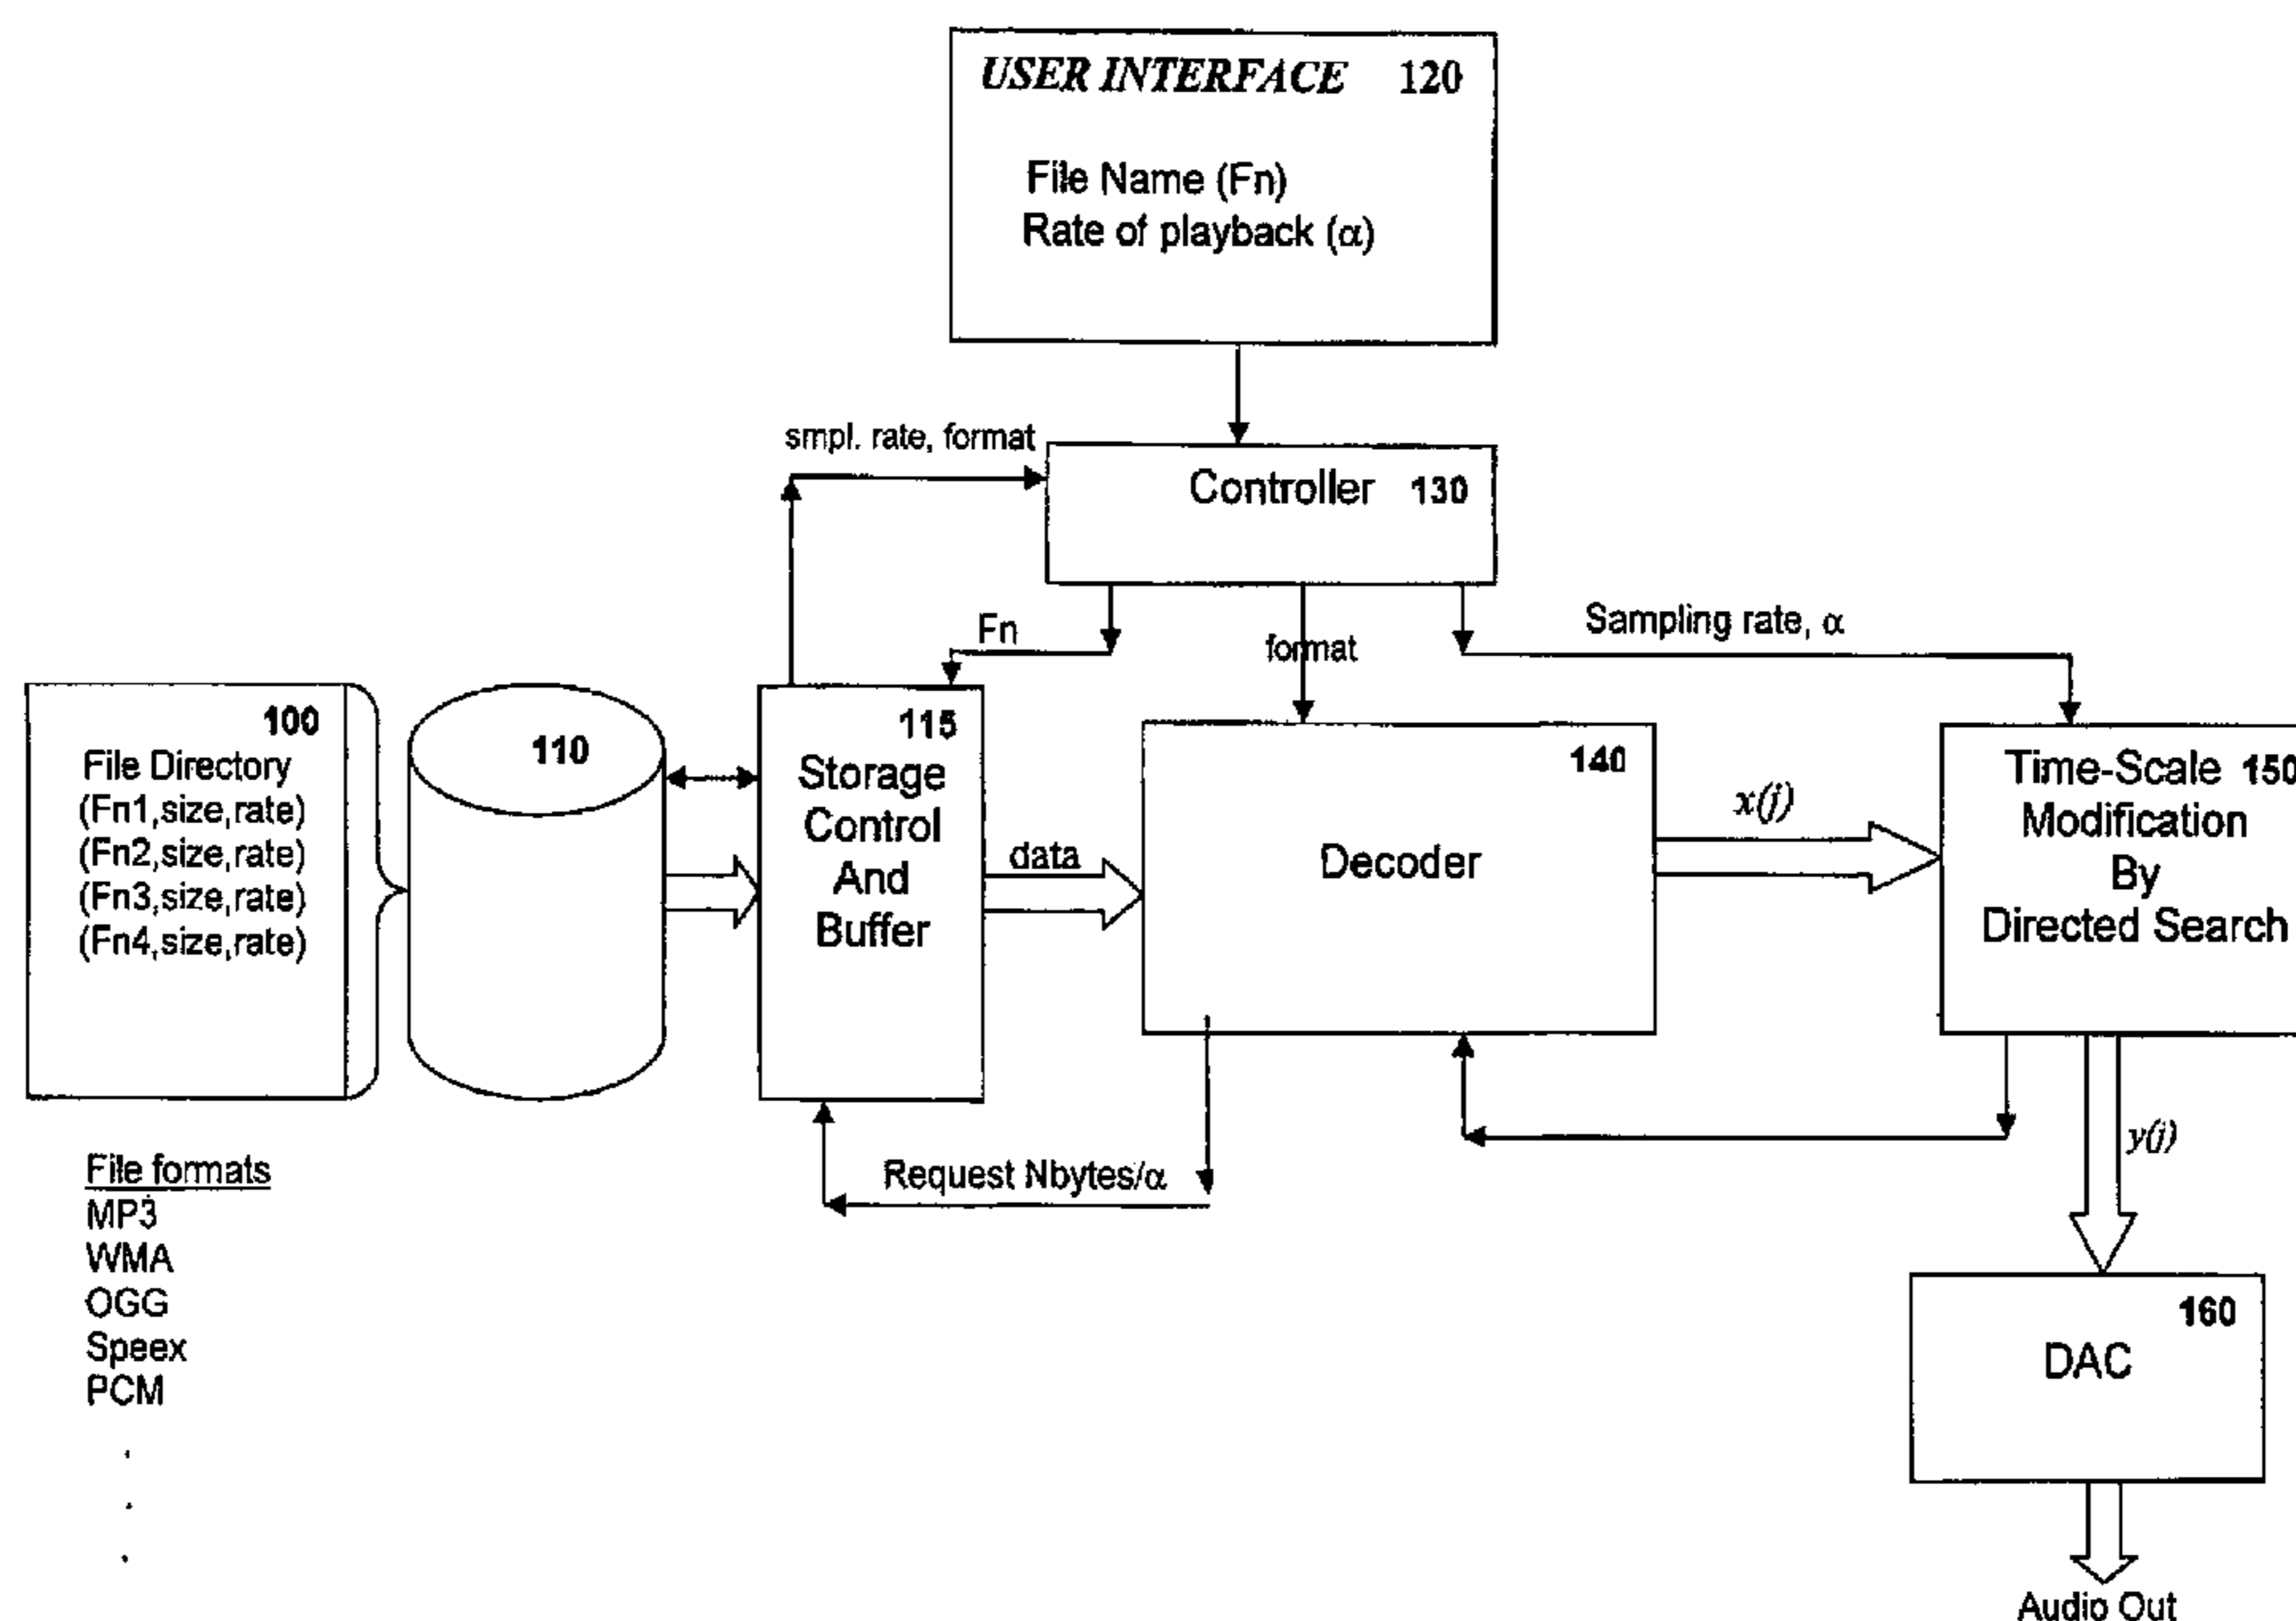 USER INTERFACE 120
File Name (Fn)
Rate of playback (α)
smpl. rate, format
Controller 130
Fn
format
Sampling rate, α
100
File Directory
(Fn1,size,rate)
(Fn2,size,rate)
(Fn3,size,rate)
(Fn4,size,rate)
110
115
Storage
Control
And
Buffer
data
140
Decoder
x(j)
Time-Scale 150
Modification
By
Directed Search
Request Nbytes/α
y(j)
File formats
MP3
WMA
OGG
Speex
PCM
.
.
.
160
DAC
Audio Out